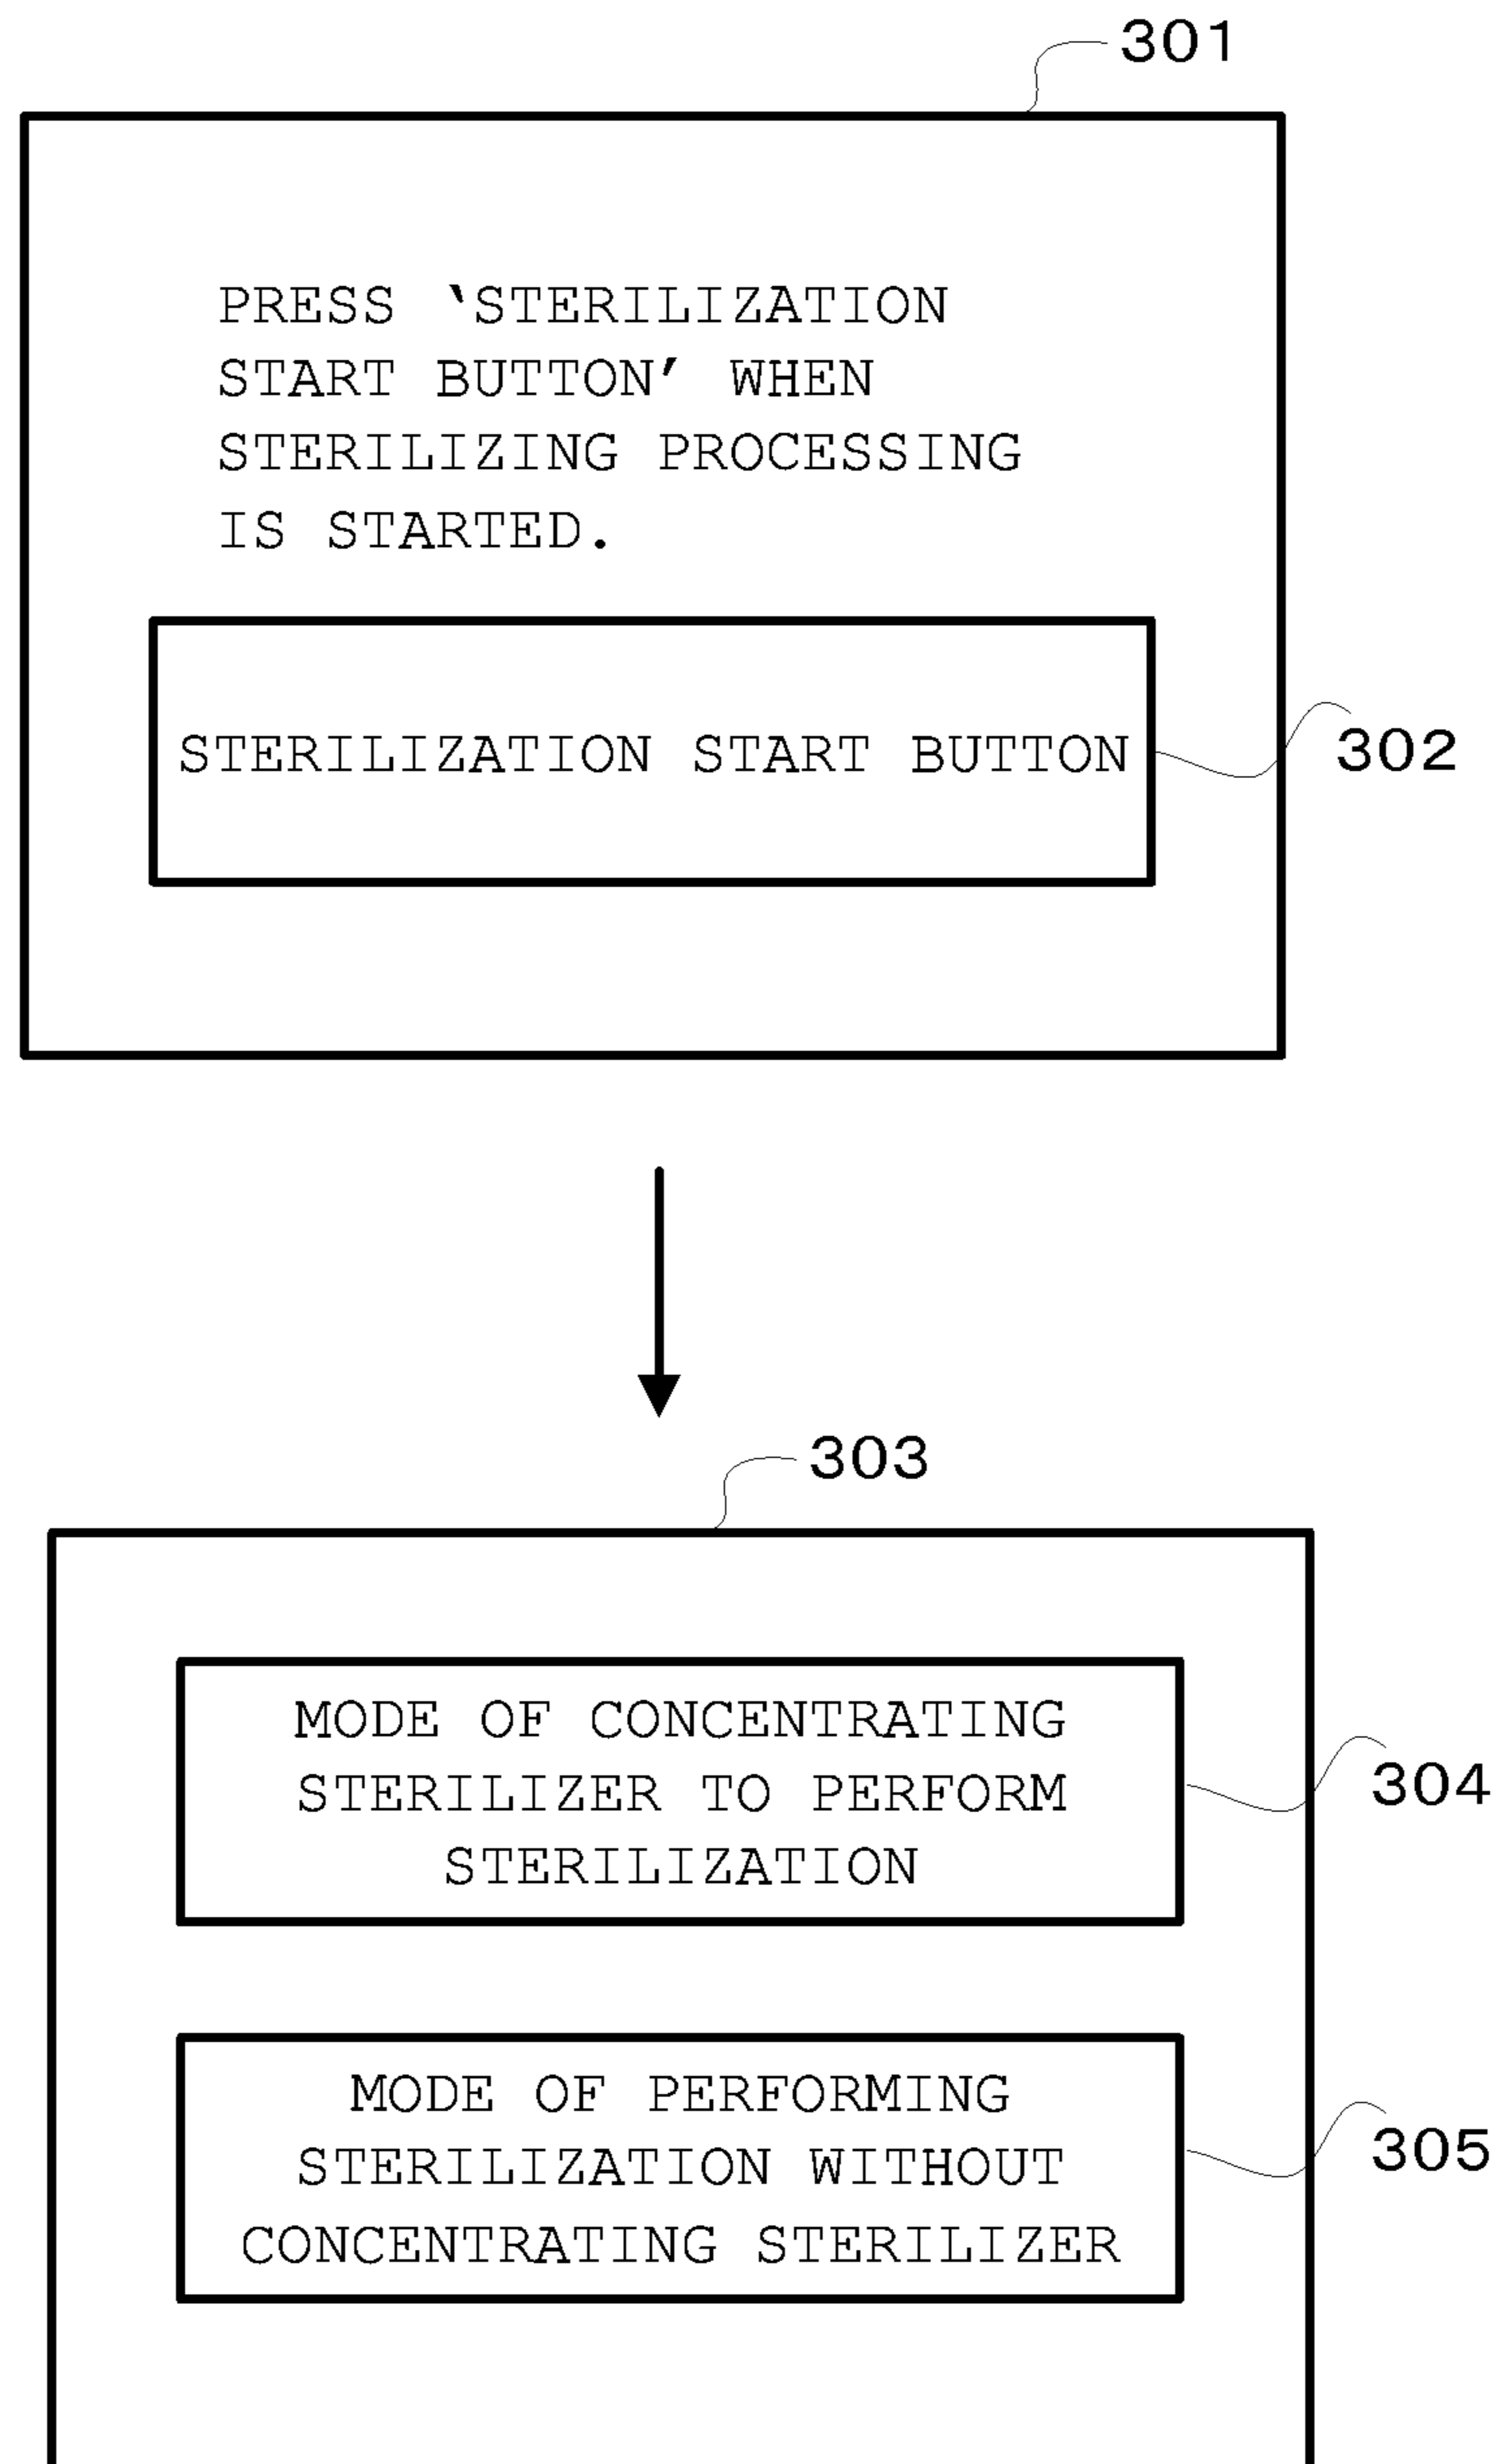 301
PRESS ‘STERILIZATION
START BUTTON’ WHEN
STERILIZING PROCESSING
IS STARTED.
STERILIZATION START BUTTON
302
303
MODE OF CONCENTRATING
STERILIZER TO PERFORM
STERILIZATION
304
MODE OF PERFORMING
STERILIZATION WITHOUT
CONCENTRATING STERILIZER
305